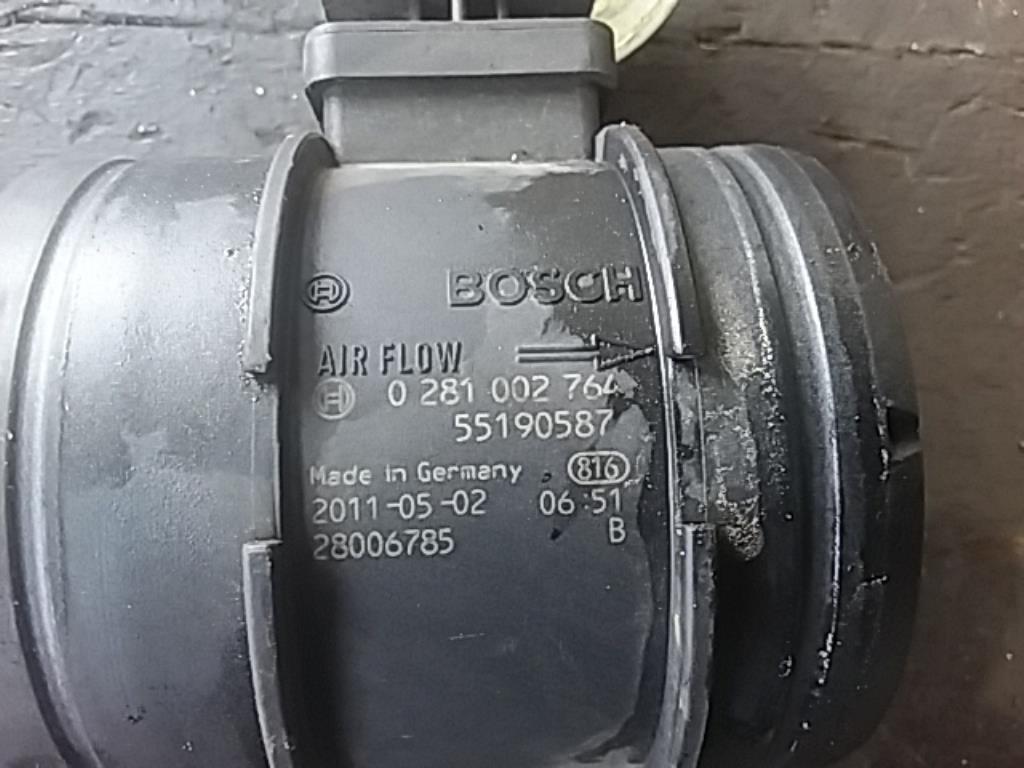 BOSCH
AIR FLOW
0 281 002 764
55190587
Made in Germany 816
2011-05-02 06:51
28006785 B